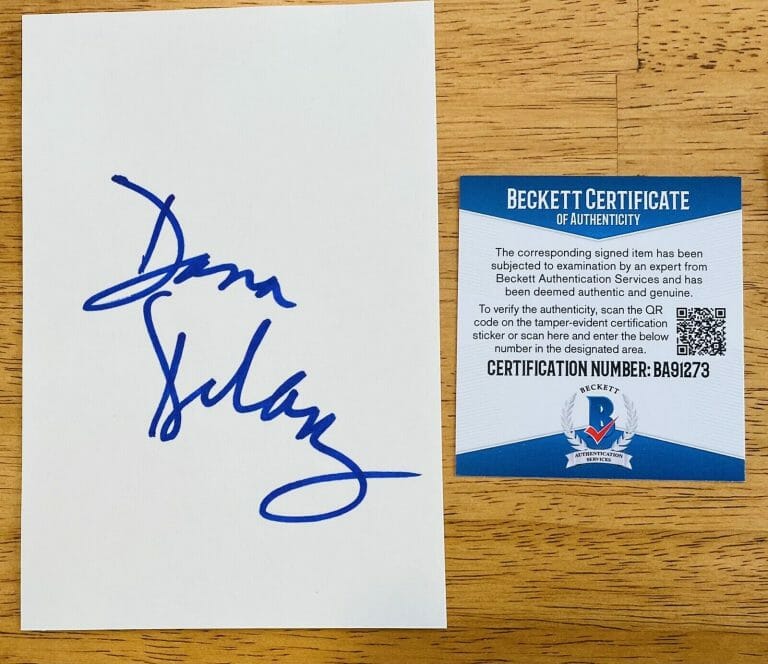 Dana
Delany
BECKETT CERTIFICATE
OF AUTHENTICITY
The corresponding signed item has been
subjected to examination by an expert from
Beckett Authentication Services and has
been deemed authentic and genuine.
To verify the authenticity, scan the QR
code on the tamper-evident certification
sticker or scan here and enter the below
number in the designated area.
CERTIFICATION NUMBER: BA91273
BECKETT
B
AUTHENTICATION
SERVICES